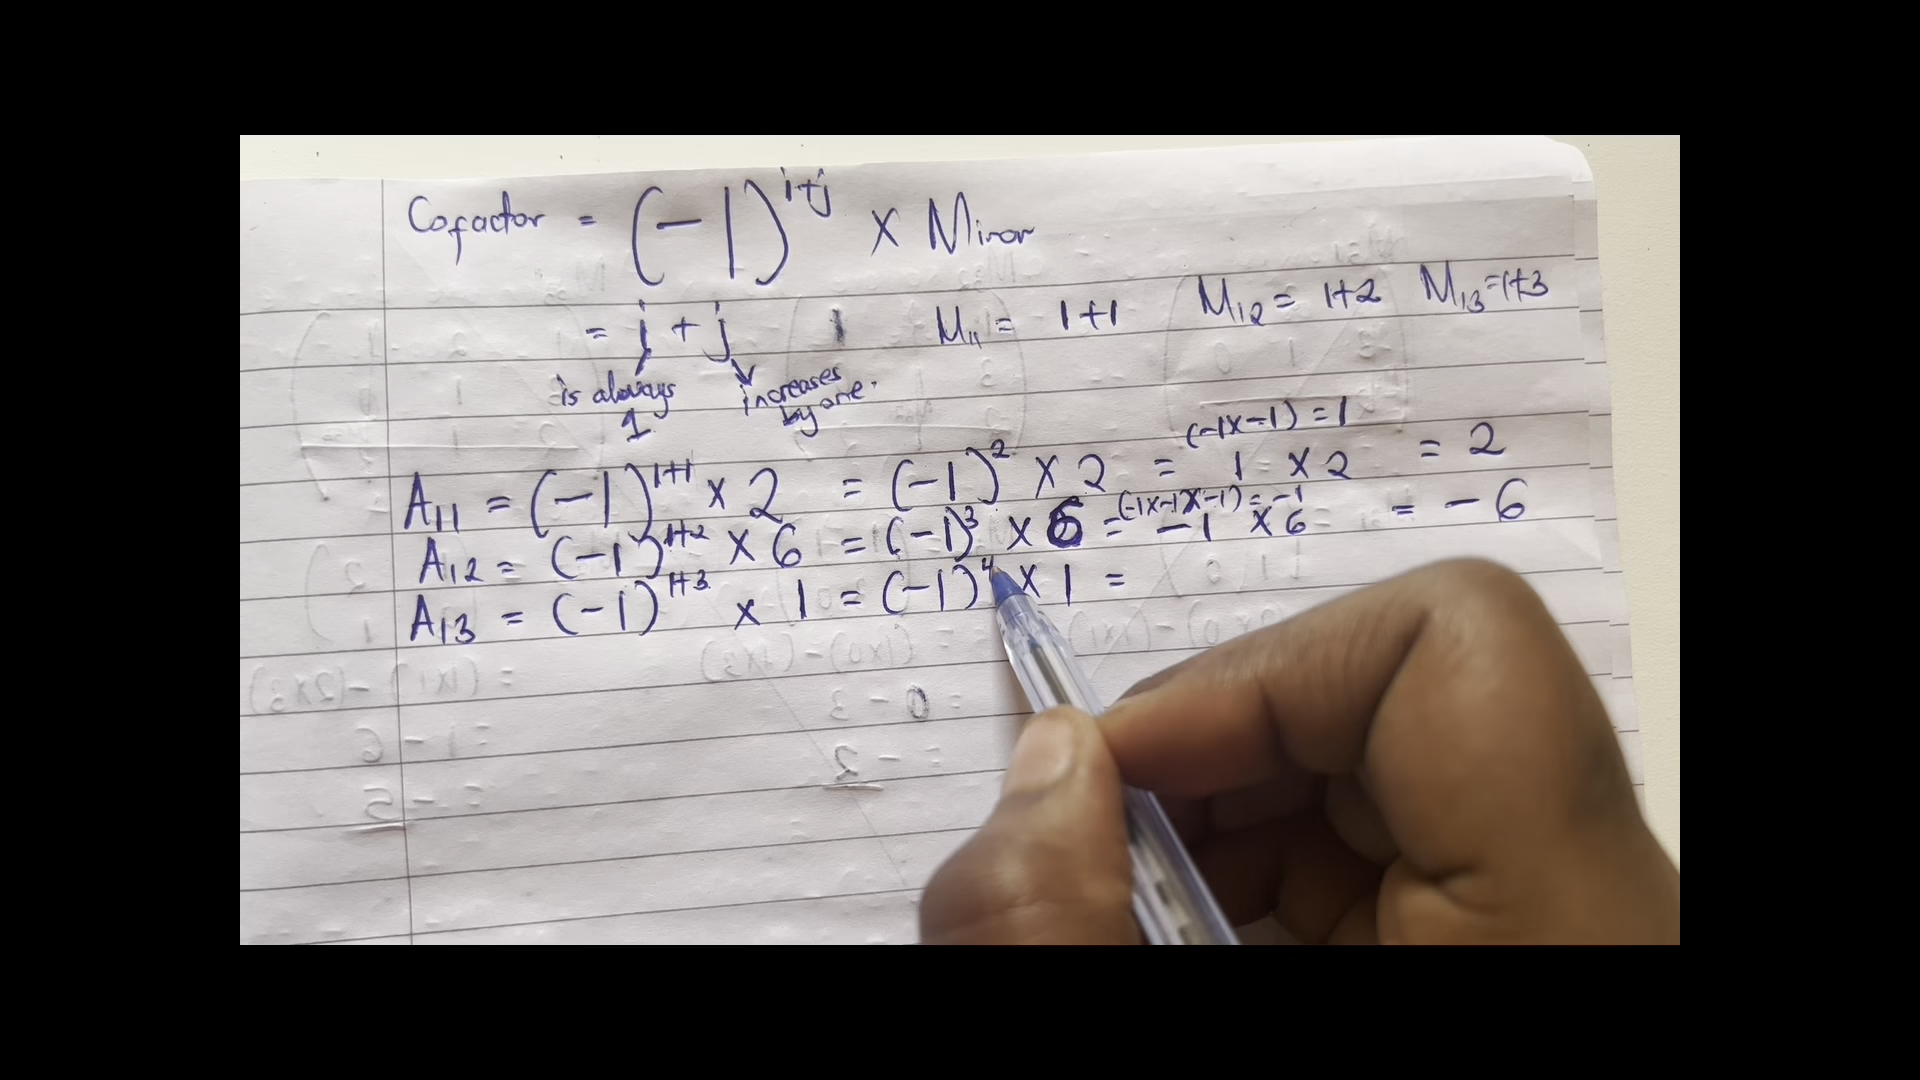 Cofactor = (-1)^i+j × Minor
= i + j 1 M11 = 1+1 M12 = 1+2 M13 = 1+3
is always 1 increases by one.
(-1×-1) = 1
A11 = (-1)^1+1 × 2 = (-1)^2 × 2 = 1 × 2 = 2
(-1×-1×-1) = -1
A12 = (-1)^1+2 × 6 = (-1)^3 × 6 = -1 × 6 = -6
A13 = (-1)^1+3 × 1 = (-1)^4 × 1 =